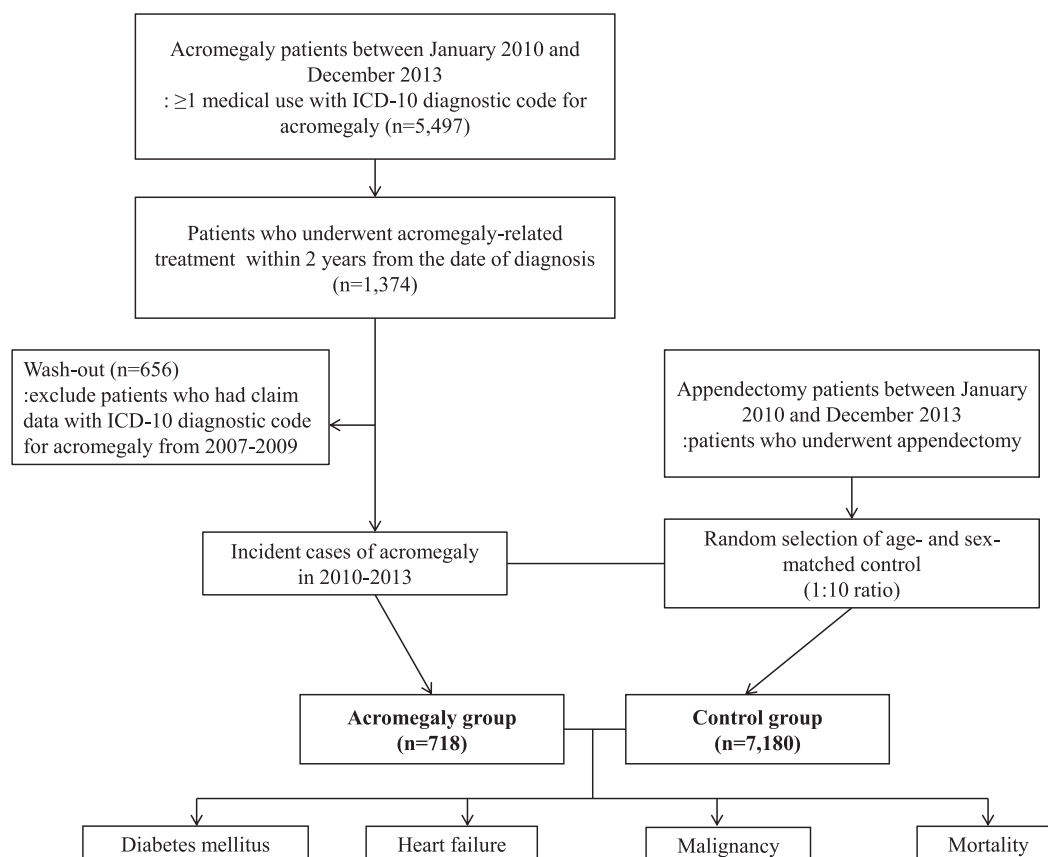 Acromegaly patients between January 2010 and
December 2013
: ≥1 medical use with ICD-10 diagnostic code for
acromegaly (n=5,497)
Patients who underwent acromegaly-related
treatment within 2 years from the date of diagnosis
(n=1,374)
Wash-out (n=656)
:exclude patients who had claim
data with ICD-10 diagnostic code
for acromegaly from 2007-2009
Appendectomy patients between January
2010 and December 2013
:patients who underwent appendectomy
Incident cases of acromegaly
in 2010-2013
Random selection of age- and sex-
matched control
(1:10 ratio)
Acromegaly group
(n=718)
Control group
(n=7,180)
Diabetes mellitus
Heart failure
Malignancy
Mortality